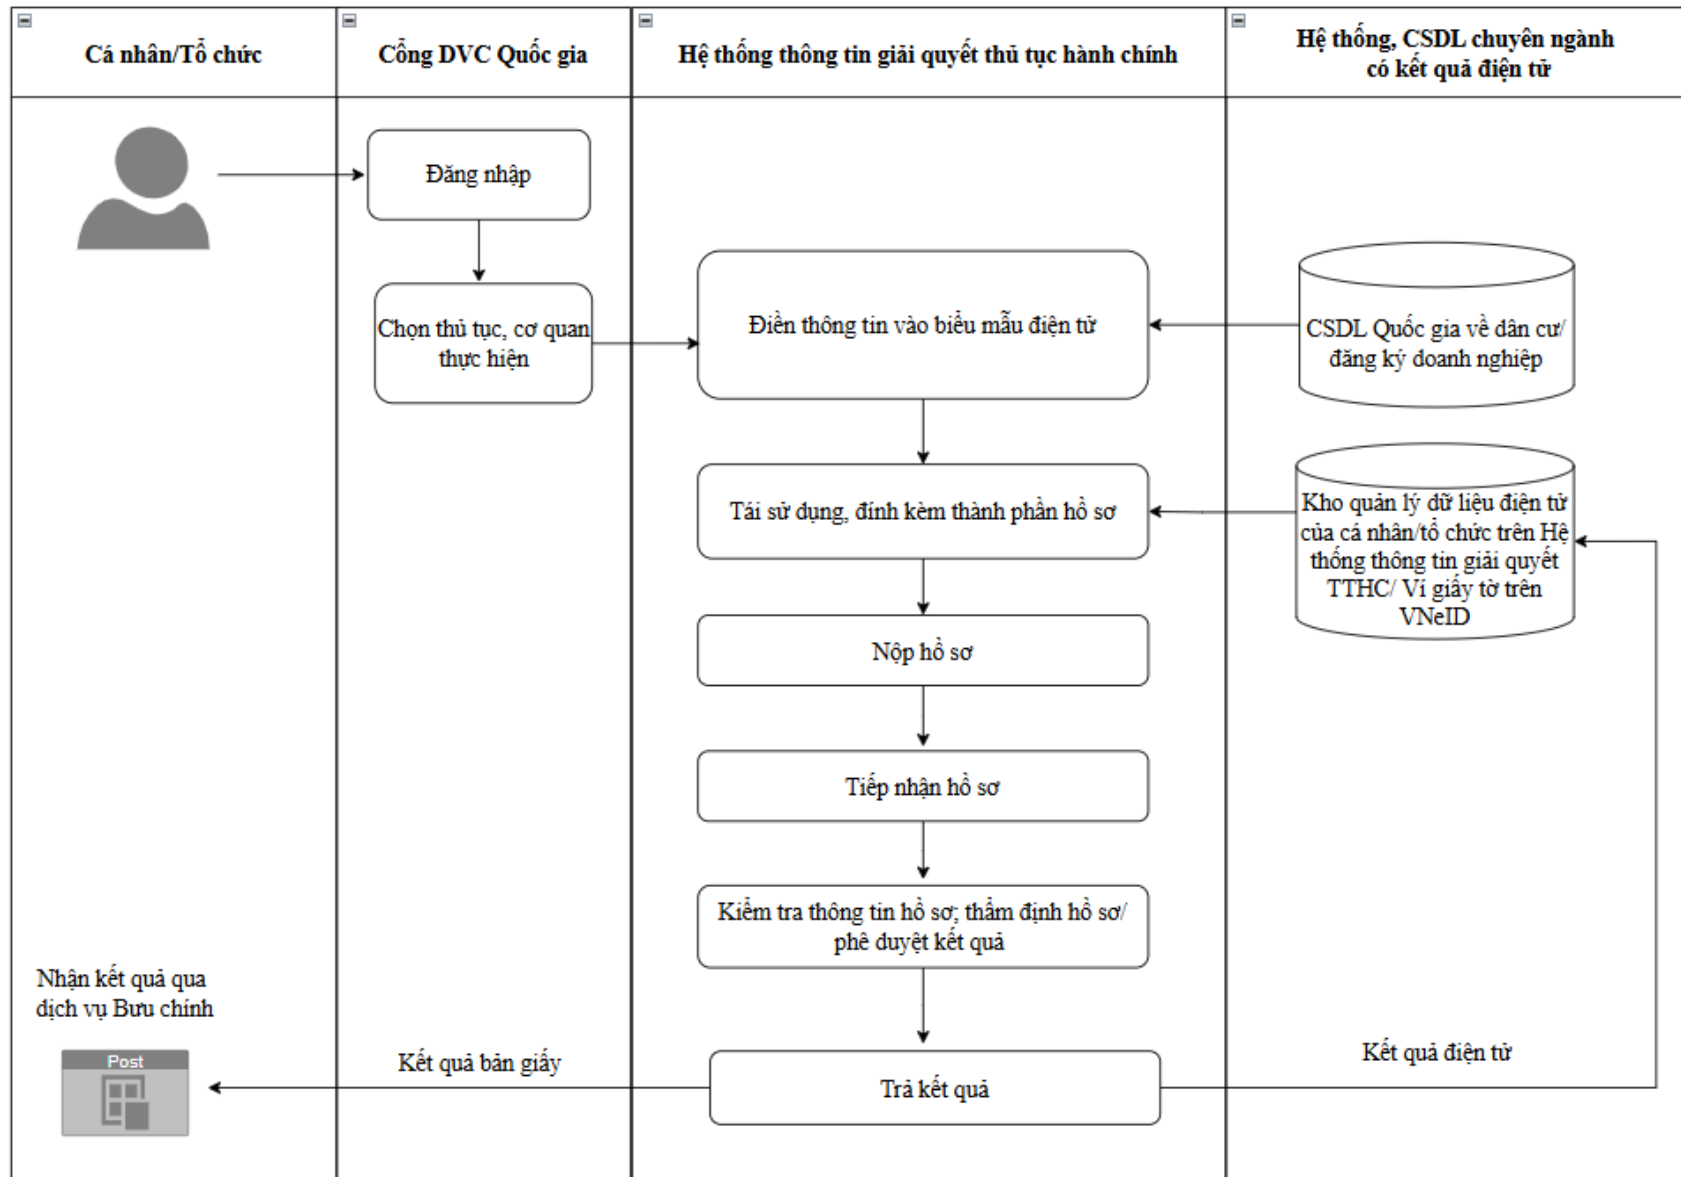 Cá nhân/Tổ chức
Cổng DVC Quốc gia
Hệ thống thông tin giải quyết thủ tục hành chính
Hệ thống, CSDL chuyên ngành
có kết quả điện tử
Đăng nhập
Chọn thủ tục, cơ quan
thực hiện
Điền thông tin vào biểu mẫu điện tử
CSDL Quốc gia về dân cư/
đăng ký doanh nghiệp
Tái sử dụng, đính kèm thành phần hồ sơ
Kho quản lý dữ liệu điện tử
của cá nhân/tổ chức trên Hệ
thống thông tin giải quyết
TTHC/ Ví giấy tờ trên
VNeID
Nộp hồ sơ
Tiếp nhận hồ sơ
Kiểm tra thông tin hồ sơ; thẩm định hồ sơ/
phê duyệt kết quả
Nhận kết quả qua
dịch vụ Bưu chính
Post
Kết quả bản giấy
Trả kết quả
Kết quả điện tử